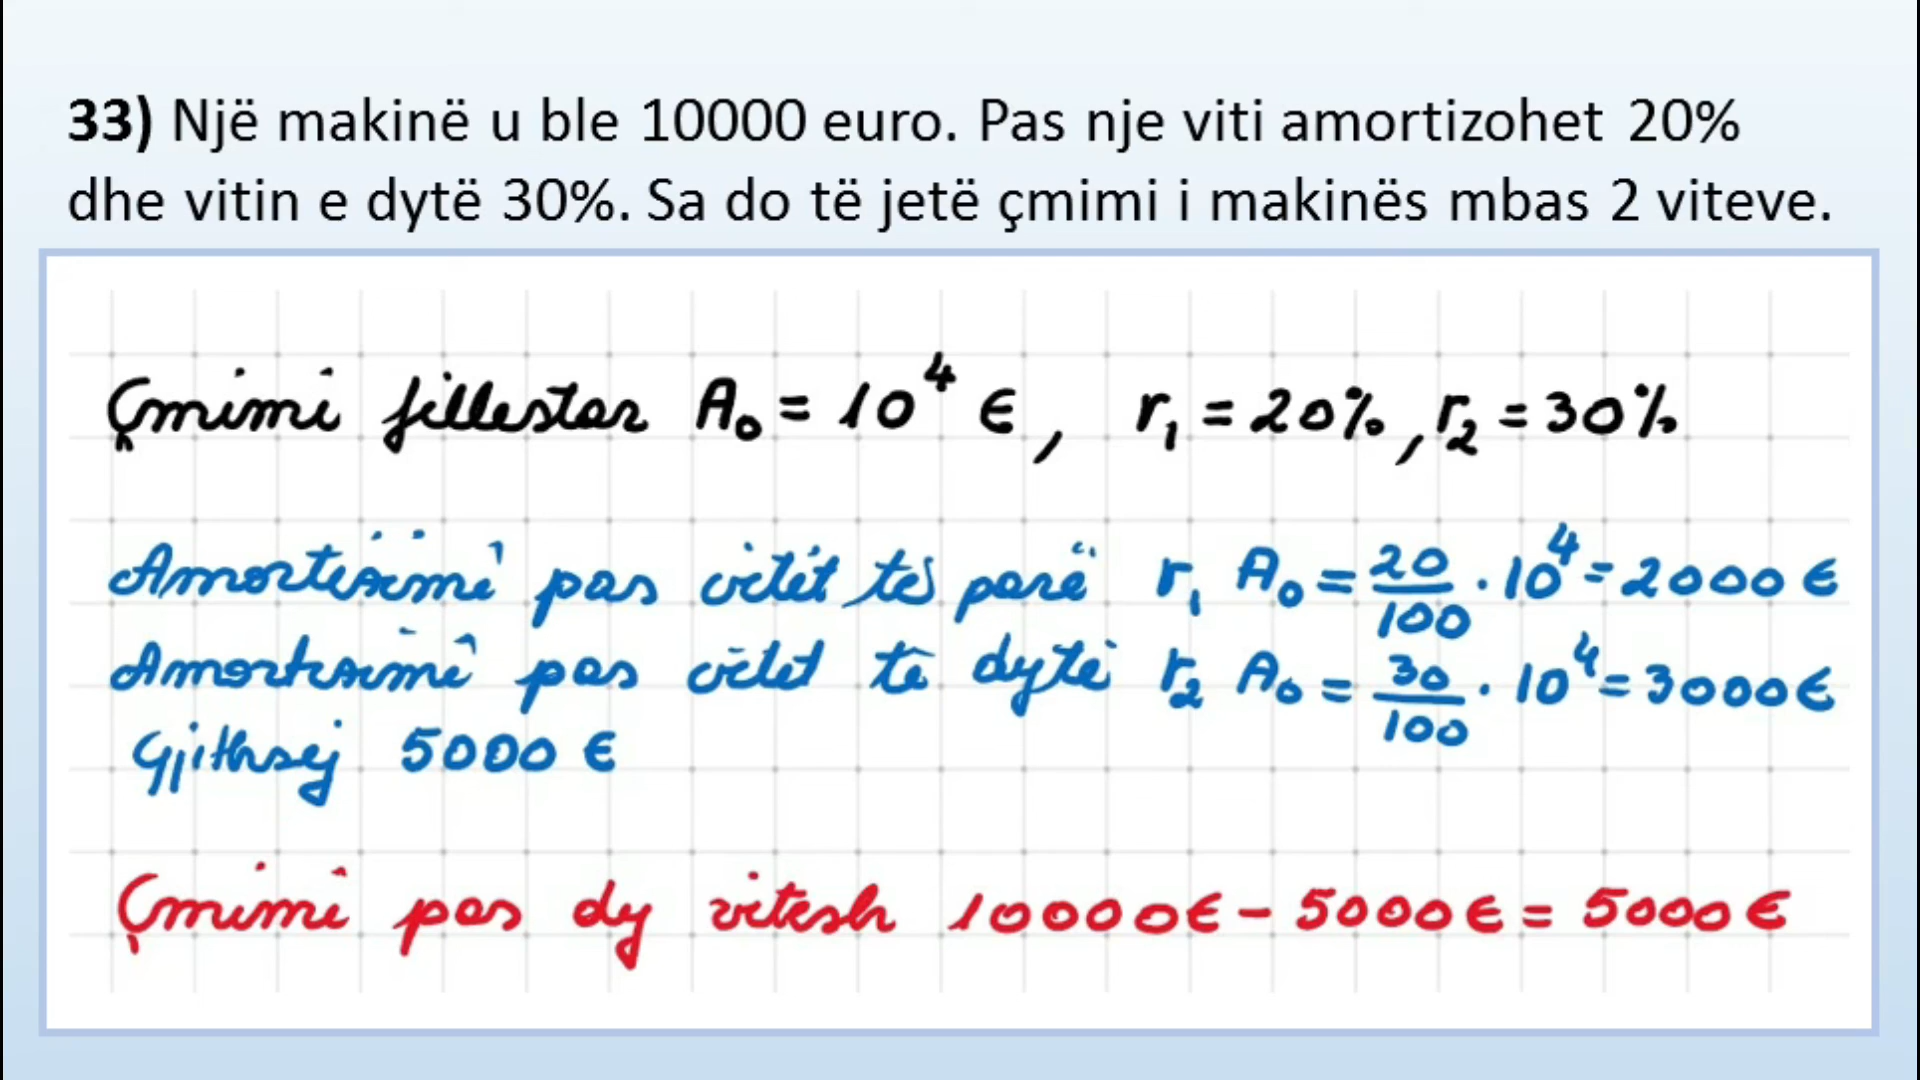 33) Një makinë u ble 10000 euro. Pas nje viti amortizohet 20%
dhe vitin e dytë 30%. Sa do të jetë çmimi i makinës mbas 2 viteve.
Çmimi fillestar A₀ = 10⁴ €, r₁ = 20%, r₂ = 30%
Amortizimi pas vitit të parë r₁ A₀ = 20/100 · 10⁴ = 2000 €
Amortizimi pas vitit të dytë r₂ A₀ = 30/100 · 10⁴ = 3000 €
Gjithsej 5000 €
Çmimi pas dy vitesh 10000€ - 5000€ = 5000 €